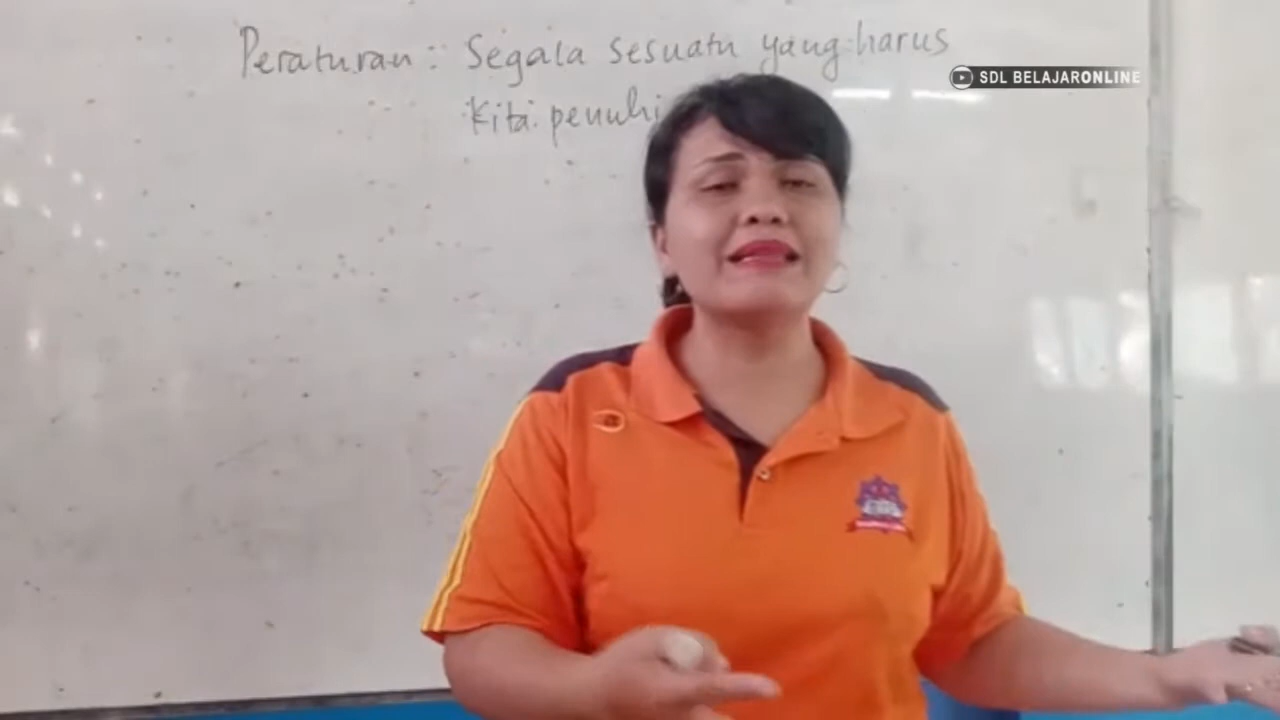 Peraturan : Segala sesuatu yang harus
Kita penuhi
SDL BELAJARONLINE